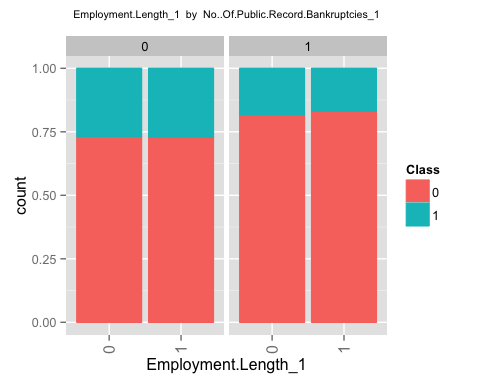 Employment.Length_1 by No..Of.Public.Record.Bankruptcies_1
0 1
1.00
0.75
0.50
0.25
0.00
count
0 1 0 1
Employment.Length_1
Class
0
1